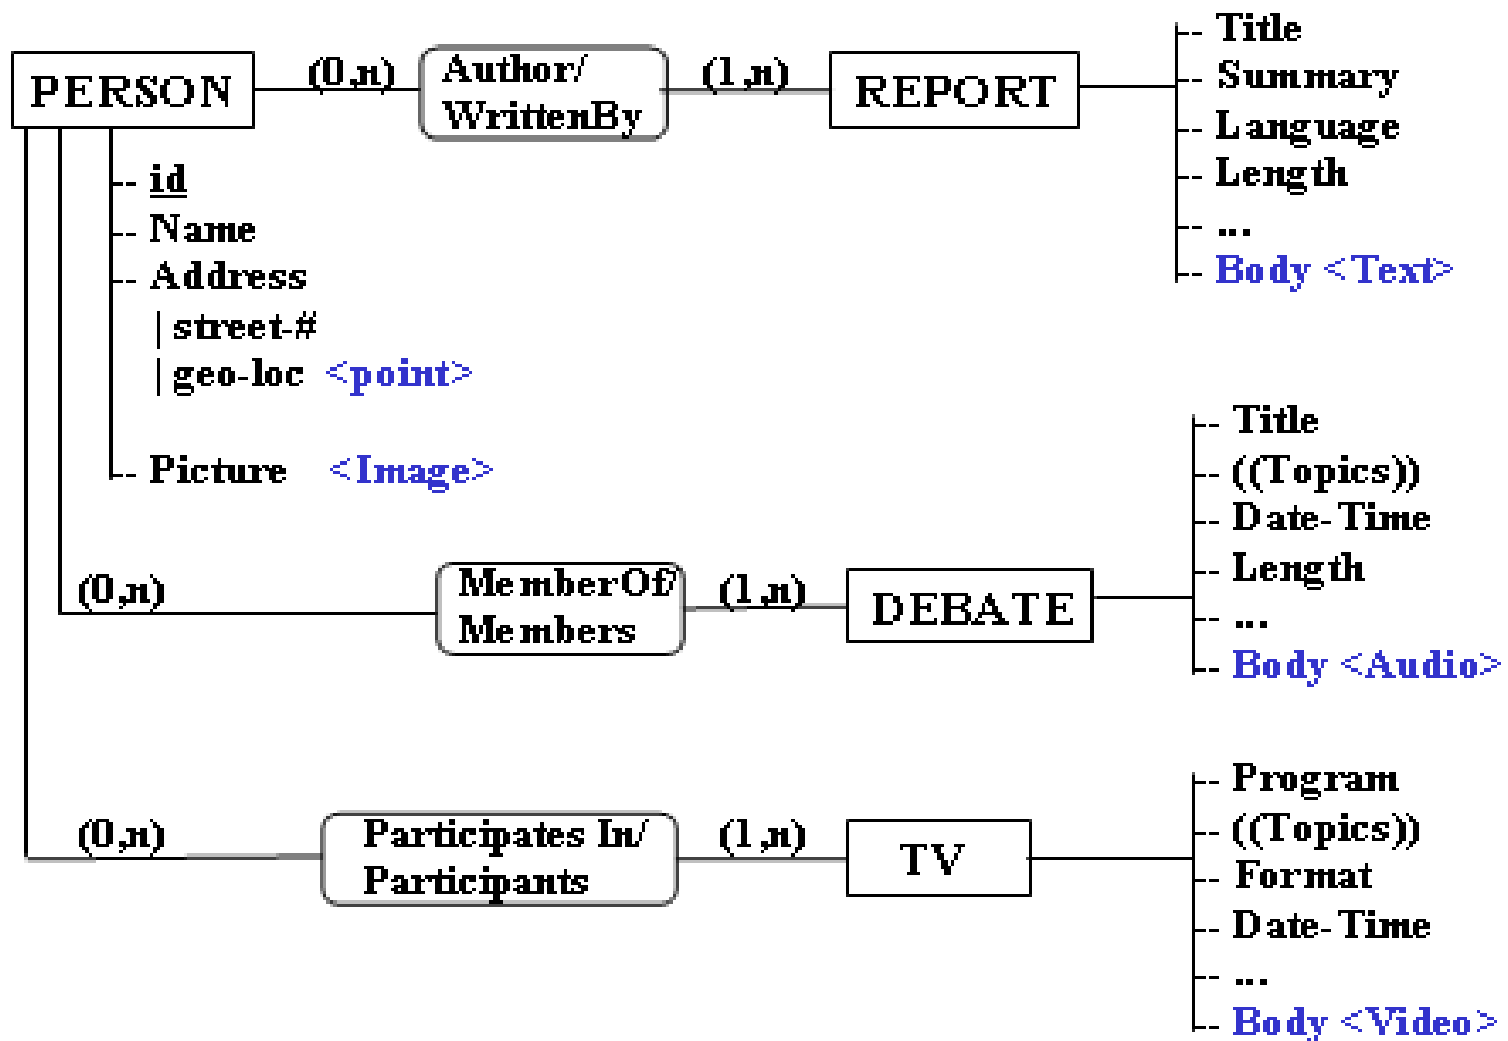 PERSON
(0,n)
Author/
WrittenBy
(1,n)
REPORT
Title
Summary
Language
Length
...
Body <Text>
id
Name
Address
|street-#
|geo-loc <point>
Picture <Image>
(0,n)
MemberOf/
Members
(1,n)
DEBATE
Title
((Topics))
Date-Time
Length
...
Body <Audio>
(0,n)
Participates In/
Participants
(1,n)
TV
Program
((Topics))
Format
Date-Time
...
Body <Video>